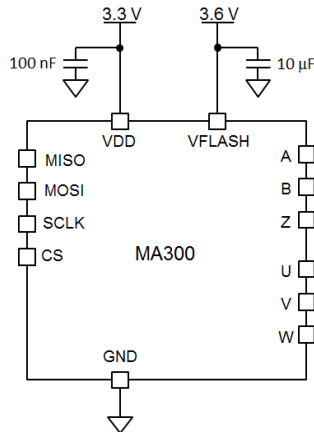 3.3 V 3.6 V
100 nF 10 µF
VDD VFLASH
MISO A
MOSI B
SCLK Z
CS
MA300
U
V
W
GND